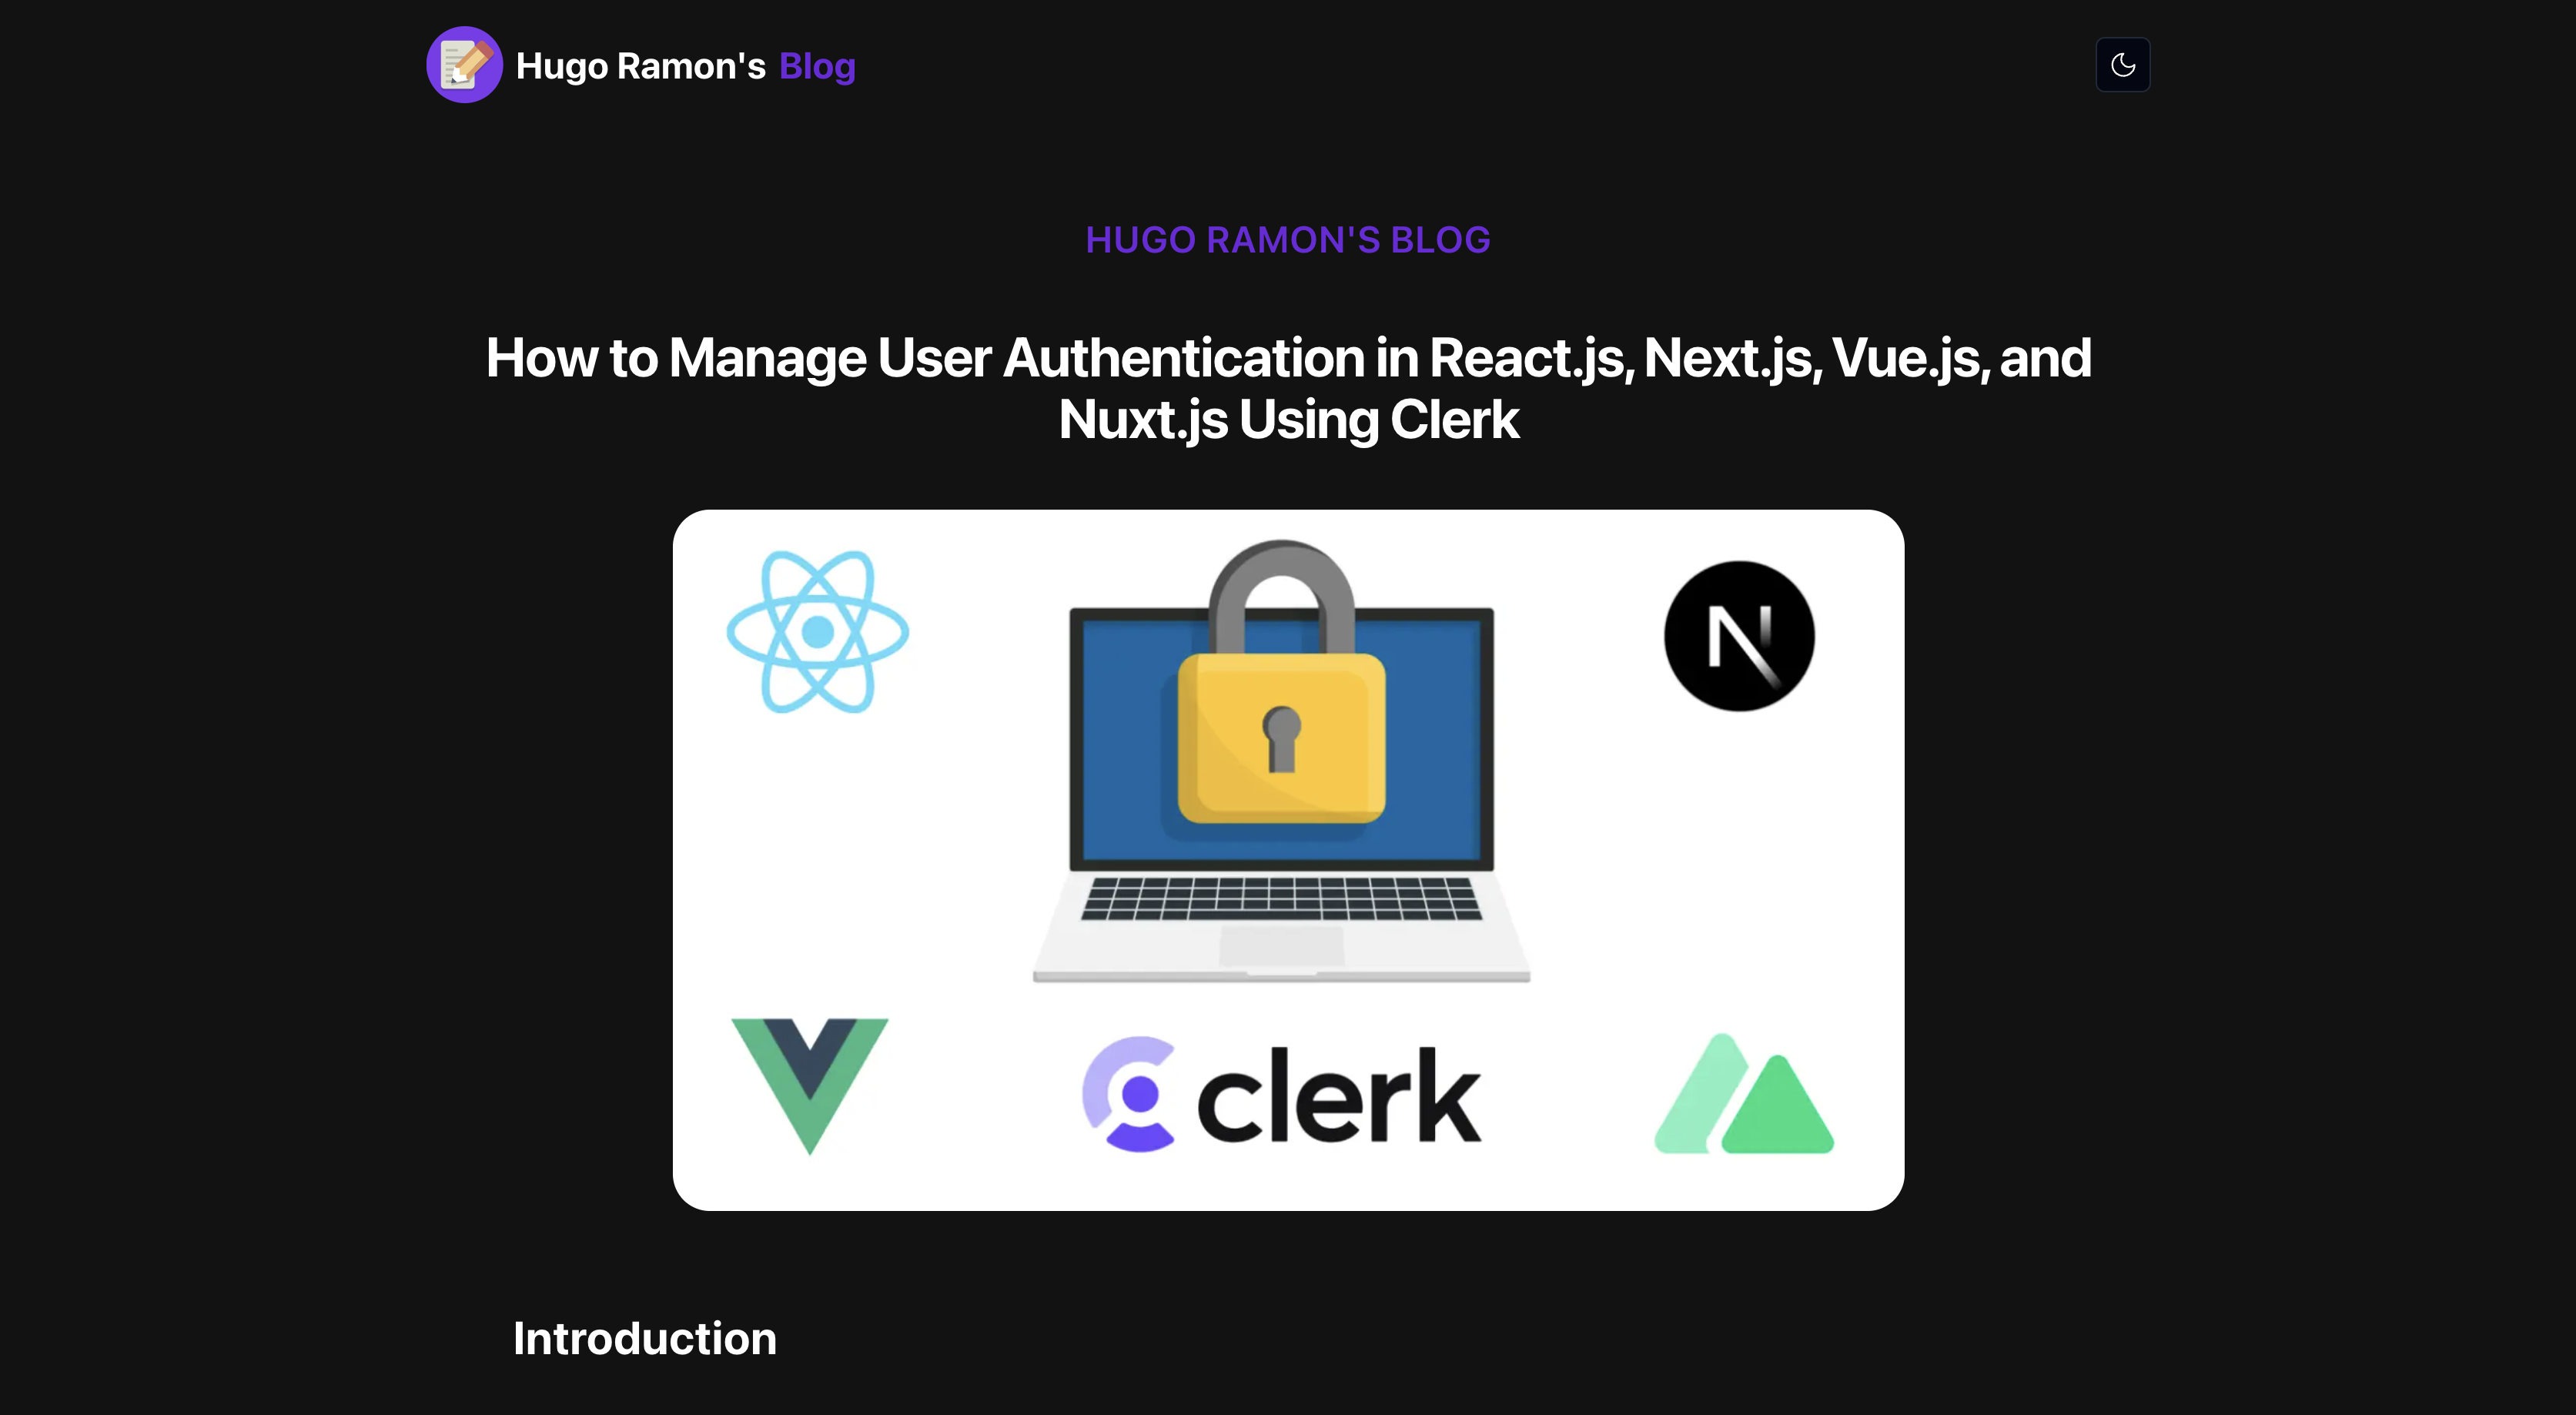 Hugo Ramon's Blog
HUGO RAMON'S BLOG
How to Manage User Authentication in React.js, Next.js, Vue.js, and
Nuxt.js Using Clerk
N
clerk
Introduction